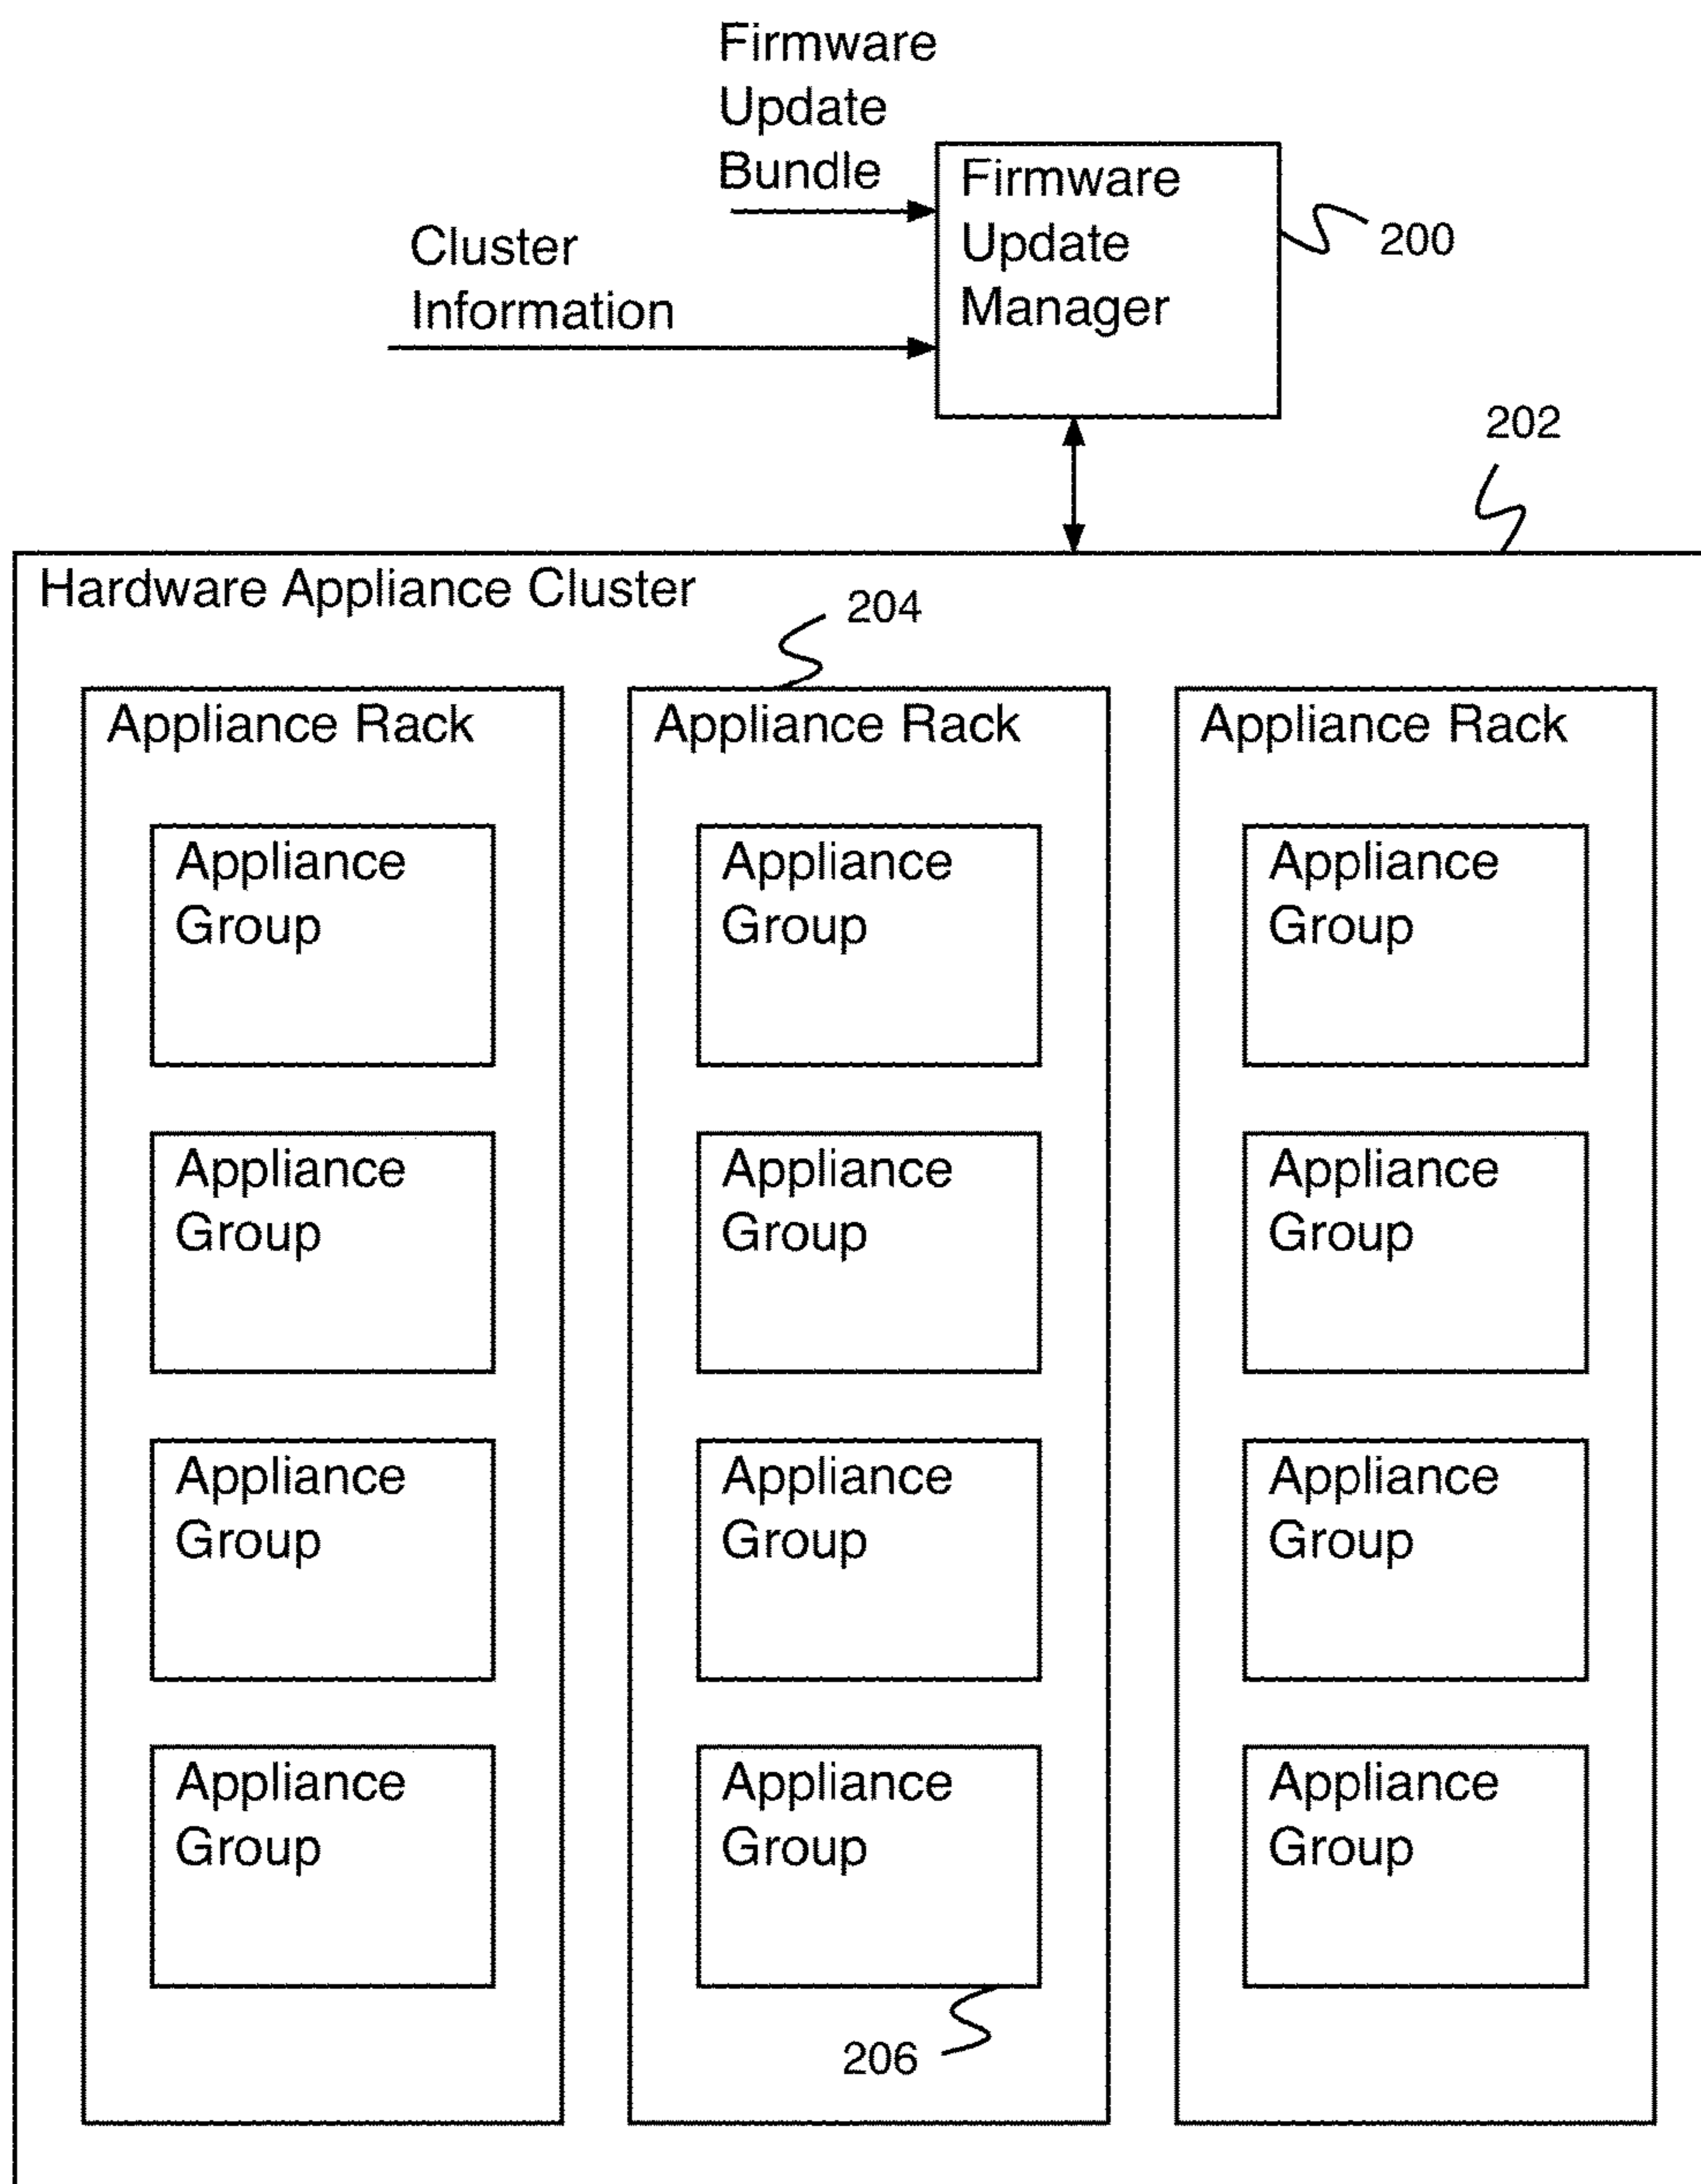 Firmware
Update
Bundle
Firmware
Update
Manager
200
Cluster
Information
202
Hardware Appliance Cluster
204
Appliance Rack
Appliance Rack
Appliance Rack
Appliance
Group
Appliance
Group
Appliance
Group
Appliance
Group
Appliance
Group
Appliance
Group
Appliance
Group
Appliance
Group
Appliance
Group
Appliance
Group
Appliance
Group
Appliance
Group
206